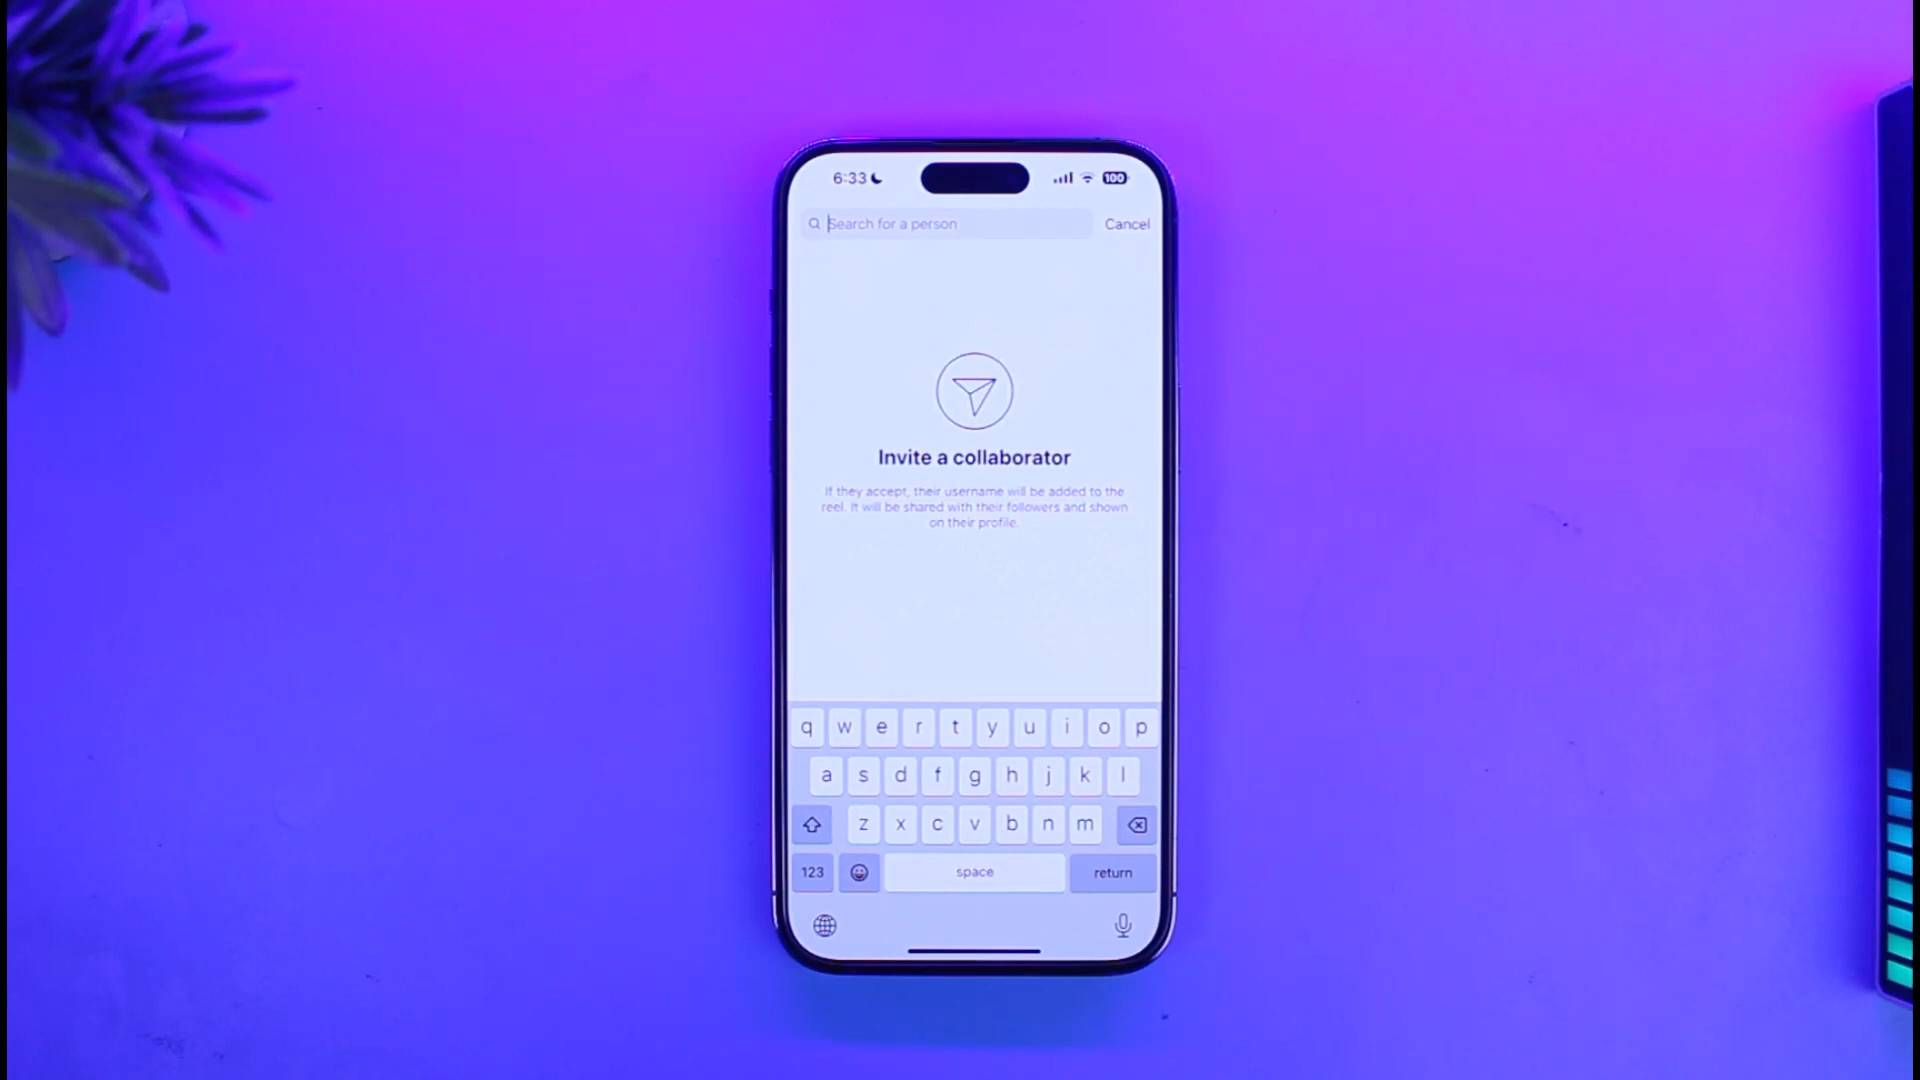 6:33 100
Search for a person Cancel
Invite a collaborator
If they accept, their username will be added to the
reel. It will be shared with their followers and shown
on their profile.
q w e r t y u i o p
a s d f g h j k l
z x c v b n m
123 space return